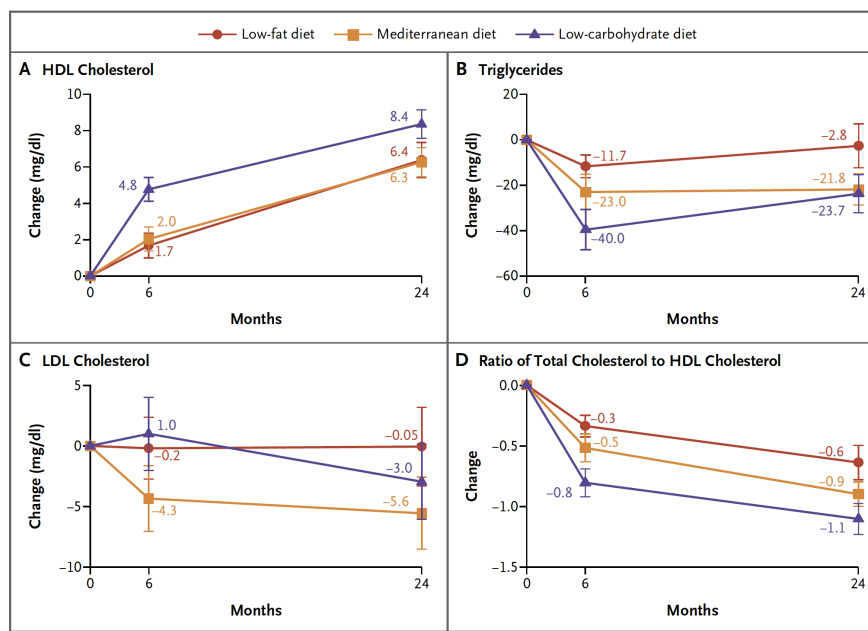 Low-fat diet Mediterranean diet Low-carbohydrate diet
A HDL Cholesterol
Change (mg/dl)
10
8
6
4
2
0
4.8
2.0
1.7
8.4
6.4
6.3
0 6 24
Months
B Triglycerides
Change (mg/dl)
20
0
−20
−40
−60
−11.7
−23.0
−40.0
−2.8
−21.8
−23.7
0 6 24
Months
C LDL Cholesterol
Change (mg/dl)
5
0
−5
−10
1.0
−0.2
−4.3
−0.05
−3.0
−5.6
0 6 24
Months
D Ratio of Total Cholesterol to HDL Cholesterol
Change
0.0
−0.5
−1.0
−1.5
−0.3
−0.5
−0.8
−0.6
−0.9
−1.1
0 6 24
Months